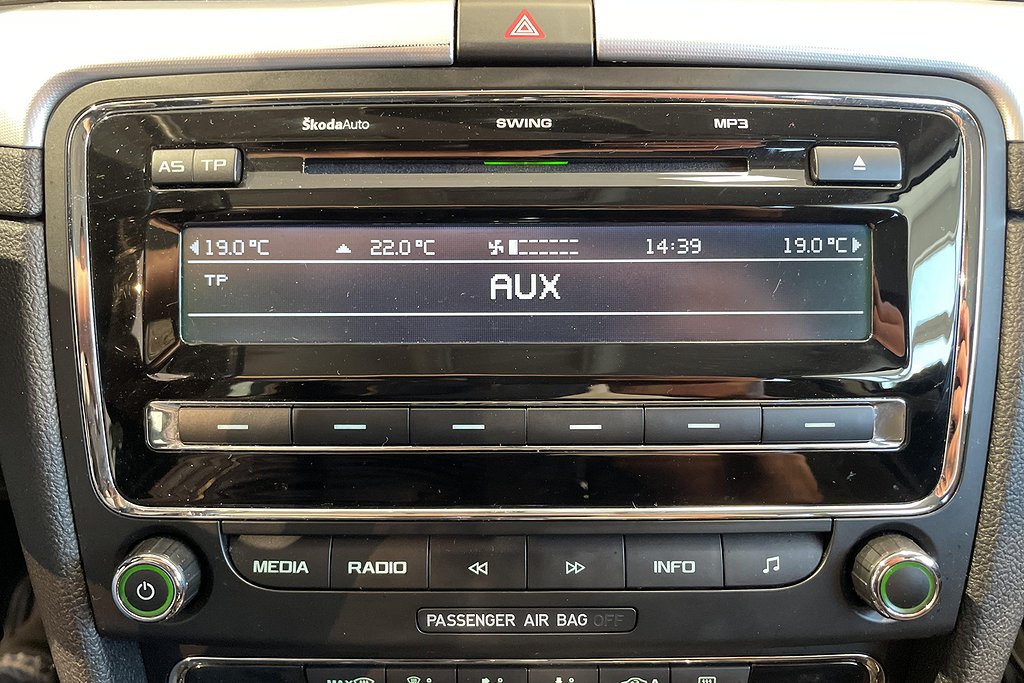 ŠkodaAuto SWING MP3
AS TP
19.0°C 22.0°C 14:39 19.0°C
TP AUX
MEDIA RADIO INFO
PASSENGER AIR BAG OFF
MAX A